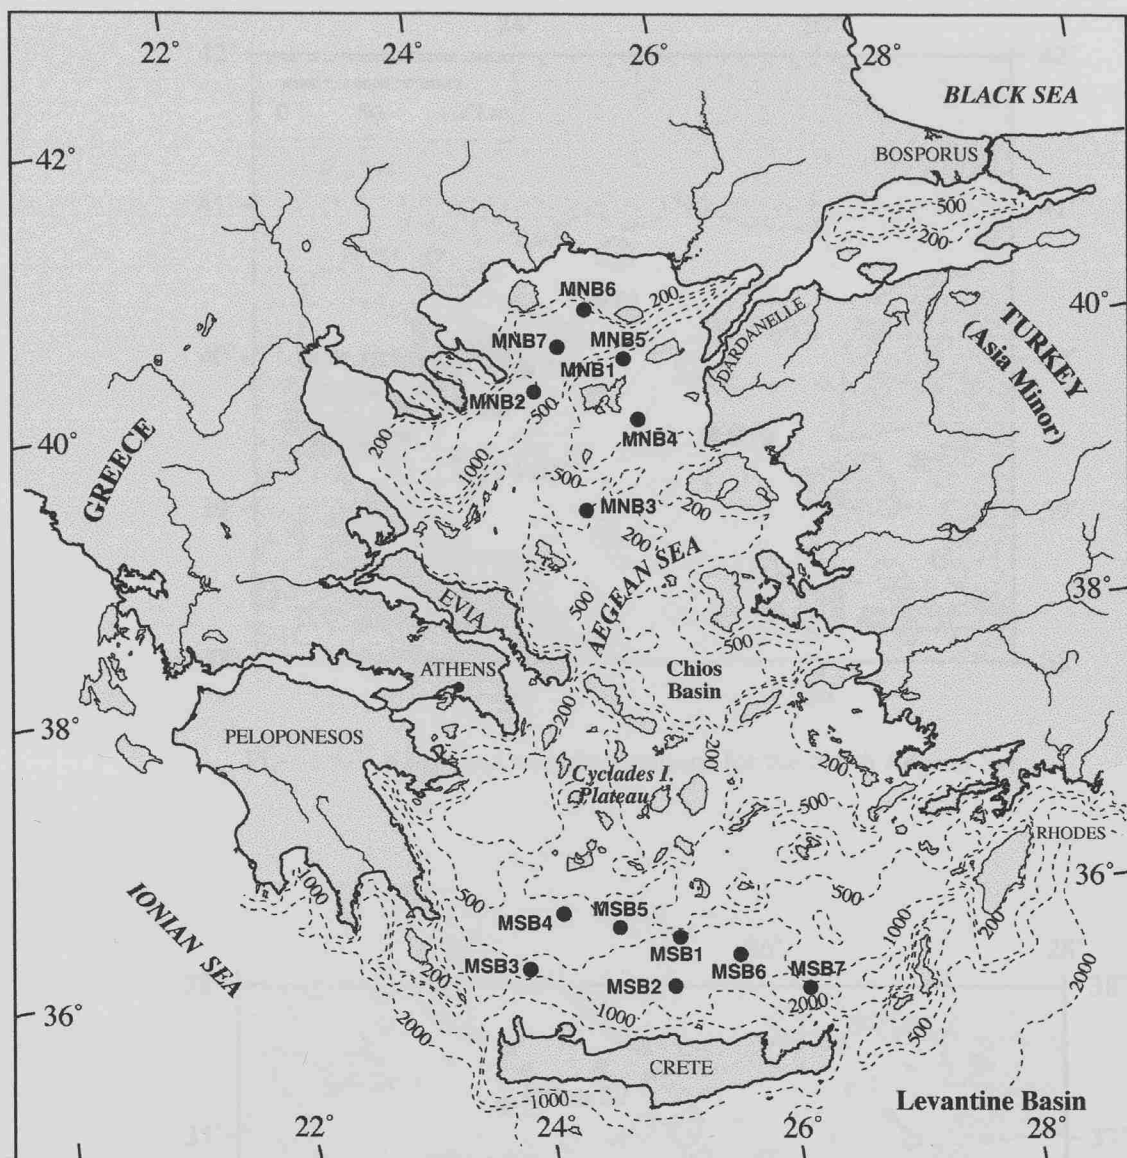 22°
24°
26°
28°
BLACK SEA
42°
BOSPORUS
500
200
MNB6
200
40°
MNB7
MNB5
DARDANELLE
TURKEY
(Asia Minor)
MNB1
MNB2
500
200
MNB4
40°
1000
GREECE
500
MNB3
200
200
AEGEAN SEA
38°
EVIA
500
500
ATHENS
Chios
Basin
200
38°
PELOPONESOS
200
200
Cyclades I.
Plateau
500
RHODES
36°
1000
500
500
IONIAN SEA
MSB4
MSB5
1000
200
MSB1
MSB3
MSB6
MSB7
200
MSB2
2000
2000
36°
2000
1000
500
CRETE
1000
Levantine Basin
22°
24°
26°
28°